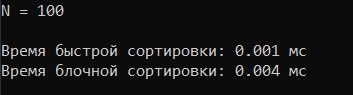 N = 100
Время быстрой сортировки: 0.001 мс
Время блочной сортировки: 0.004 мс